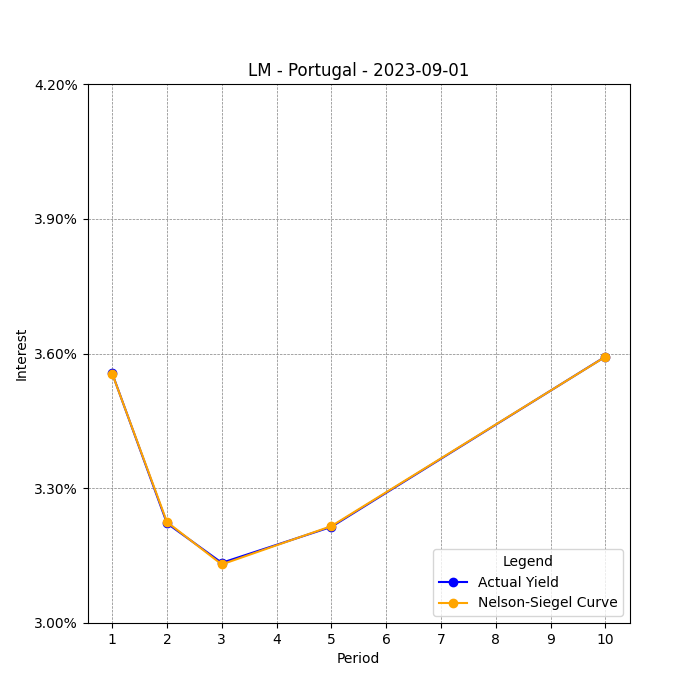 LM - Portugal - 2023-09-01
4.20%
3.90%
3.60%
3.30%
3.00%
Interest
1 2 3 4 5 6 7 8 9 10
Period
Legend
Actual Yield
Nelson-Siegel Curve